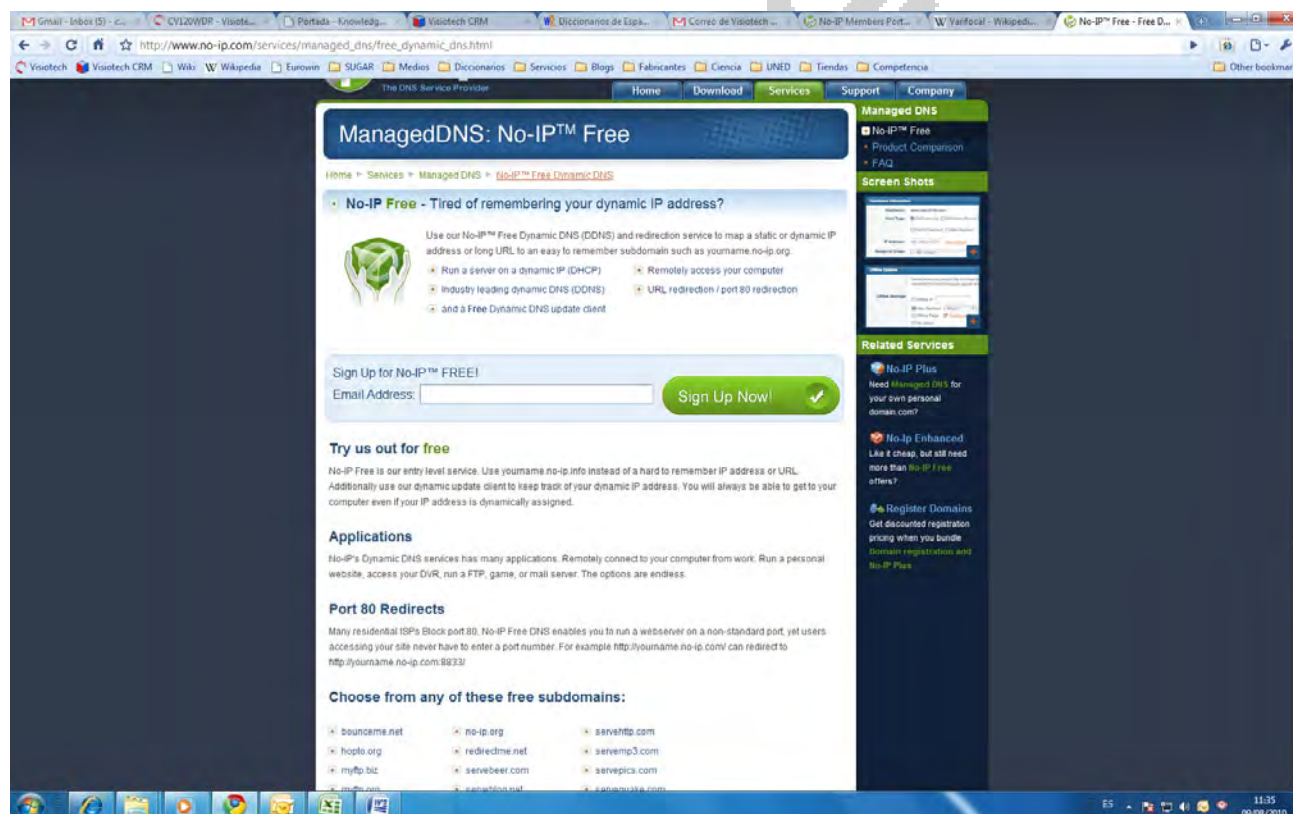 Gmail - Inbox (5) - c...
CV120WDR - Visiote...
Portada - Knowledg...
Visiotech CRM
Diccionarios de Espa...
Correo de Visiotech ...
No-IP Members Port...
Varifocal - Wikipedi...
No-IP™ Free - Free D...
http://www.no-ip.com/services/managed_dns/free_dynamic_dns.html
Visiotech
Visiotech CRM
Wiki
Wikipedia
Eurowin
SUGAR
Medios
Diccionarios
Servicios
Blogs
Fabricantes
Ciencia
UNED
Tiendas
Competencia
Other bookmar
The DNS Service Provider
Home
Download
Services
Support
Company
ManagedDNS: No-IP™ Free
Home
Services
Managed DNS
No-IP™ Free Dynamic DNS
No-IP Free - Tired of remembering your dynamic IP address?
Use our No-IP™ Free Dynamic DNS (DDNS) and redirection service to map a static or dynamic IP
address or long URL to an easy to remember subdomain such as yourname.no-ip.org.
Run a server on a dynamic IP (DHCP)
Remotely access your computer
Industry leading dynamic DNS (DDNS)
URL redirection / port 80 redirection
and a Free Dynamic DNS update client
Sign Up for No-IP™ FREE!
Email Address:
Sign Up Now!
Try us out for free
No-IP Free is our entry level service. Use yourname.no-ip.info instead of a hard to remember IP address or URL.
Additionally use our dynamic update client to keep track of your dynamic IP address. You will always be able to get to your
computer even if your IP address is dynamically assigned.
Applications
No-IP's Dynamic DNS services has many applications. Remotely connect to your computer from work. Run a personal
website, access your DVR, run a FTP, game, or mail server. The options are endless.
Port 80 Redirects
Many residential ISPs Block port 80. No-IP Free DNS enables you to run a webserver on a non-standard port, yet users
accessing your site never have to enter a port number. For example http://yourname.no-ip.com/ can redirect to
http://yourname.no-ip.com:8833/
Choose from any of these free subdomains:
bounceme.net
no-ip.org
servehttp.com
hopto.org
redirectme.net
servemp3.com
myftp.biz
servebeer.com
servepics.com
myftp.org
serveblog.net
servequake.com
Managed DNS
No-IP™ Free
Product Comparison
FAQ
Screen Shots
Related Services
No-IP Plus
Need Managed DNS for
your own personal
domain.com?
No-Ip Enhanced
Like it cheap, but still need
more than No-IP Free
offers?
Register Domains
Get discounted registration
pricing when you bundle
Domain registration and
No-IP Plus
ES
11:35
09/08/2010